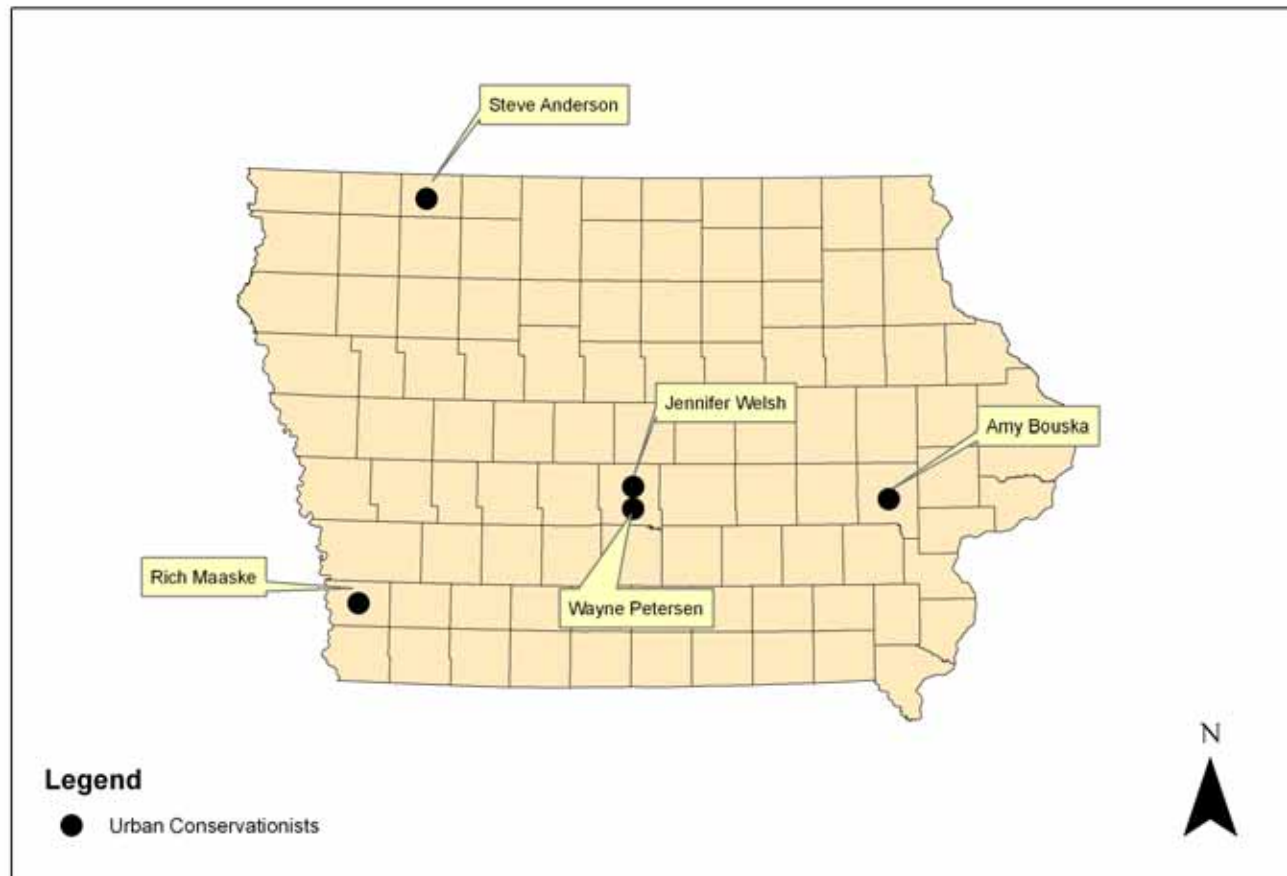 Steve Anderson
Jennifer Welsh
Amy Bouska
Rich Maaske
Wayne Petersen
N
Legend
Urban Conservationists